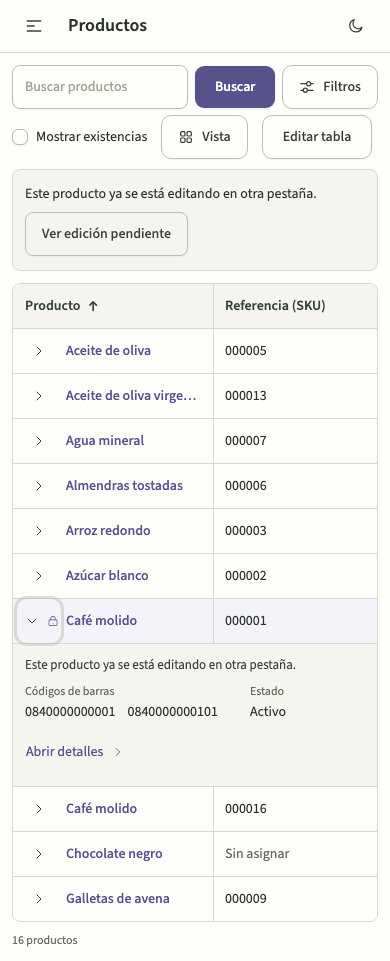 Productos
Buscar productos
Buscar
Filtros
Mostrar existencias
Vista
Editar tabla
Este producto ya se está editando en otra pestaña.
Ver edición pendiente
Producto Referencia (SKU)
Aceite de oliva 000005
Aceite de oliva virge… 000013
Agua mineral 000007
Almendras tostadas 000006
Arroz redondo 000003
Azúcar blanco 000002
Café molido 000001
Este producto ya se está editando en otra pestaña.
Códigos de barras Estado
0840000000001 0840000000101 Activo
Abrir detalles
Café molido 000016
Chocolate negro Sin asignar
Galletas de avena 000009
16 productos